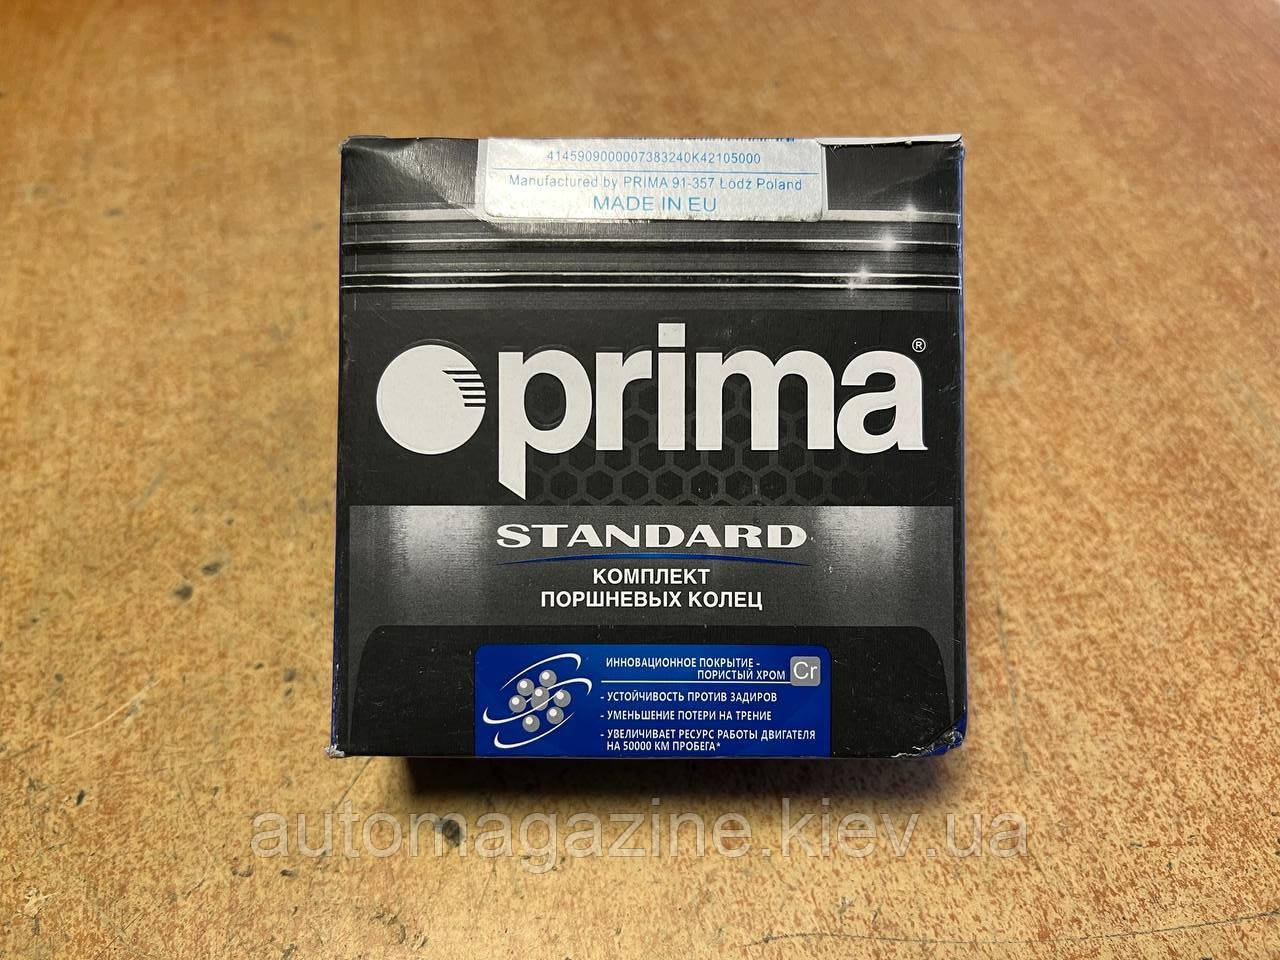 4145909000007383240K42105000
Manufactured by PRIMA 91-357 Łodz Poland
MADE IN EU
prima®
STANDARD
КОМПЛЕКТ
ПОРШНЕВЫХ КОЛЕЦ
ИННОВАЦИОННОЕ ПОКРЫТИЕ -
ПОРИСТЫЙ ХРОМ Cr
- УСТОЙЧИВОСТЬ ПРОТИВ ЗАДИРОВ
- УМЕНЬШЕНИЕ ПОТЕРИ НА ТРЕНИЕ
- УВЕЛИЧИВАЕТ РЕСУРС РАБОТЫ ДВИГАТЕЛЯ
НА 50000 КМ ПРОБЕГА*
automagazine.kiev.ua